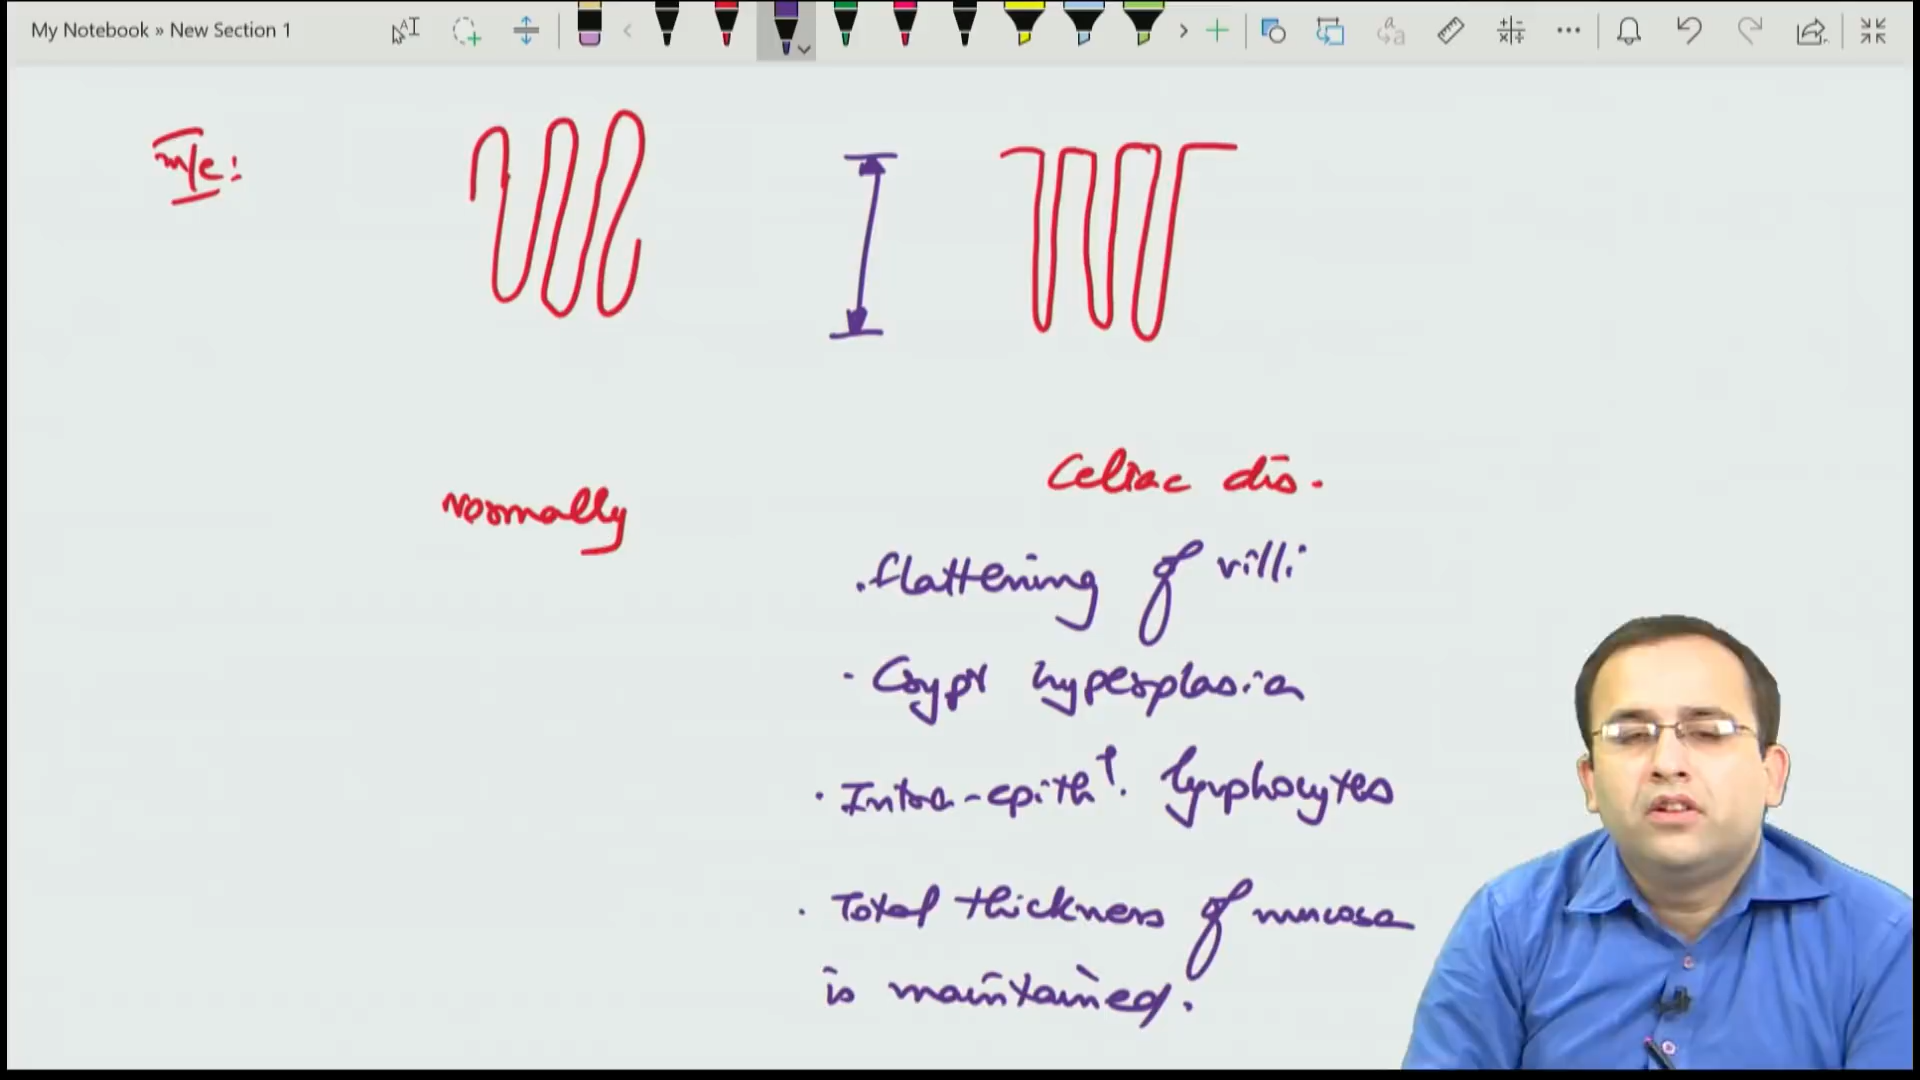 My Notebook » New Section 1
m/e:
normally
Celiac dis.
. flattening of villi
. Crypt hyperplasia
. Intra-epithl. lymphocytes
. Total thickness of mucosa
is maintained.